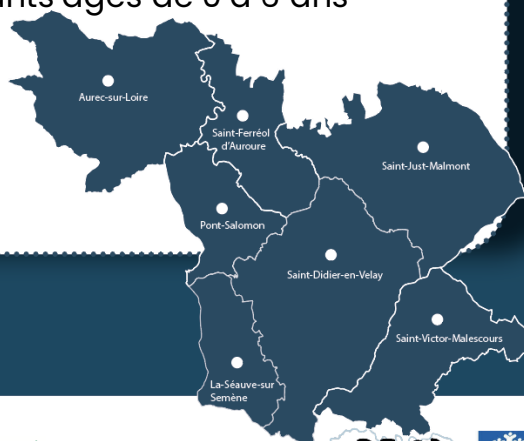 ants âgés de 0 à 6 ans
Aurec-sur-Loire
Saint-Ferréol
d'Auroure
Saint-Just-Malmont
Pont-Salomon
Saint-Didier-en-Velay
Saint-Victor-Malescours
La-Séauve-sur
Semène